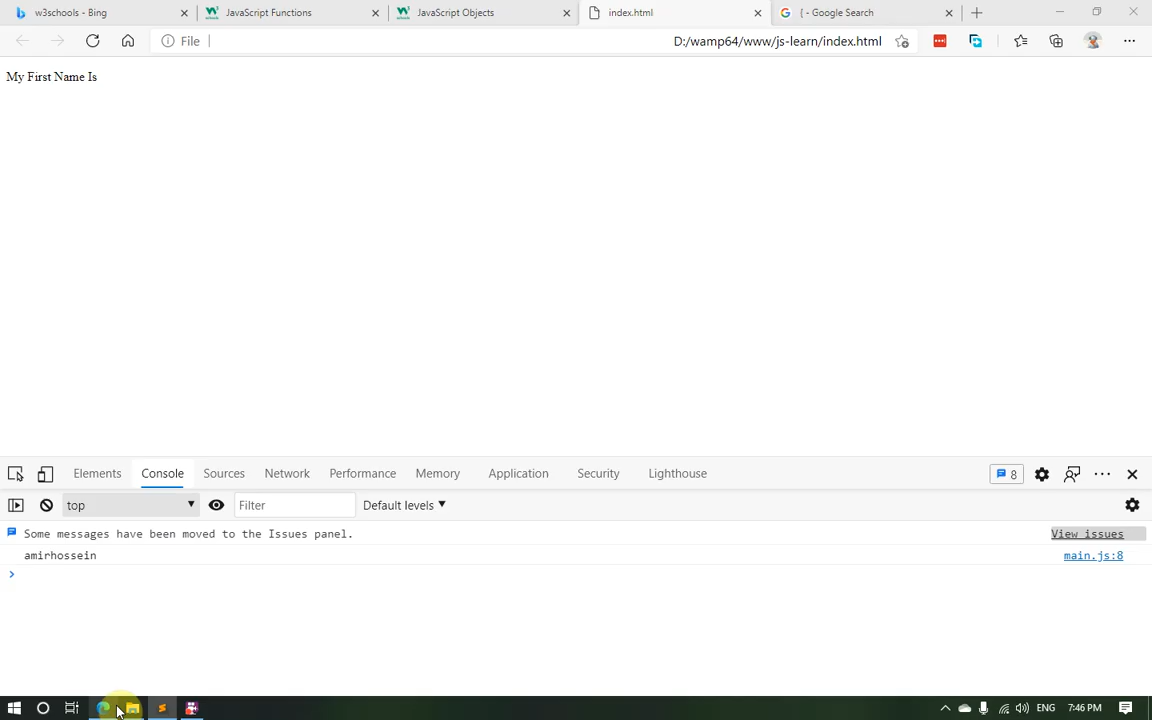 w3schools - Bing
JavaScript Functions
JavaScript Objects
index.html
{ - Google Search
File
D:/wamp64/www/js-learn/index.html
My First Name Is
Elements
Console
Sources
Network
Performance
Memory
Application
Security
Lighthouse
8
top
Filter
Default levels
Some messages have been moved to the Issues panel.
View issues
amirhossein
main.js:8
ENG
7:46 PM